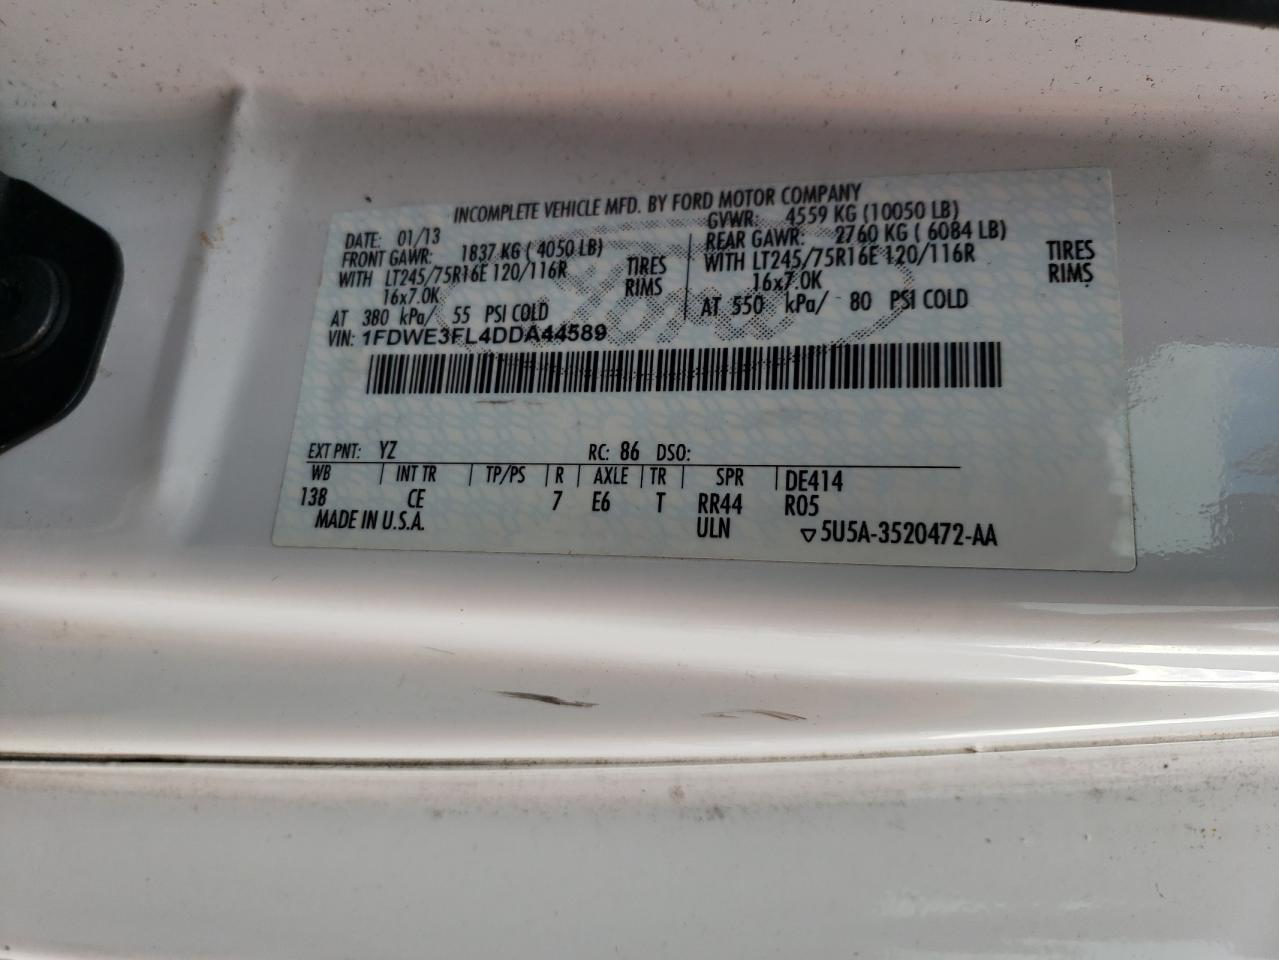 INCOMPLETE VEHICLE MFD. BY FORD MOTOR COMPANY
DATE: 01/13 GVWR: 4559 KG (10050 LB)
FRONT GAWR: 1837 KG ( 4050 LB) REAR GAWR: 2760 KG ( 6084 LB)
WITH LT245/75R16E 120/116R TIRES WITH LT245/75R16E 120/116R TIRES
16x7.0K RIMS 16x7.0K RIMS
AT 380 kPa/ 55 PSI COLD AT 550 kPa/ 80 PSI COLD
VIN: 1FDWE3FL4DDA44589
EXT PNT: YZ RC: 86 DSO:
WB INT TR TP/PS R AXLE TR SPR DE414
138 CE 7 E6 T RR44 R05
MADE IN U.S.A. ULN ▽5U5A-3520472-AA